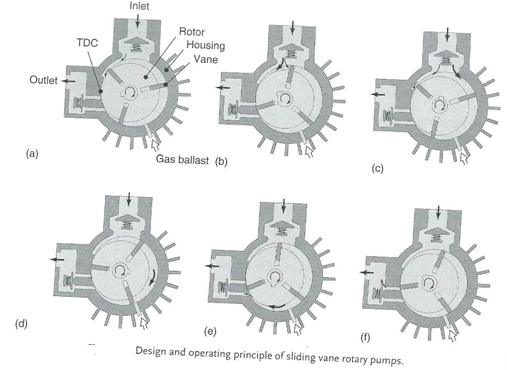 Inlet
TDC
Rotor
Housing
Vane
Outlet
Gas ballast
(a)
(b)
(c)
(d)
(e)
(f)
Design and operating principle of sliding vane rotary pumps.